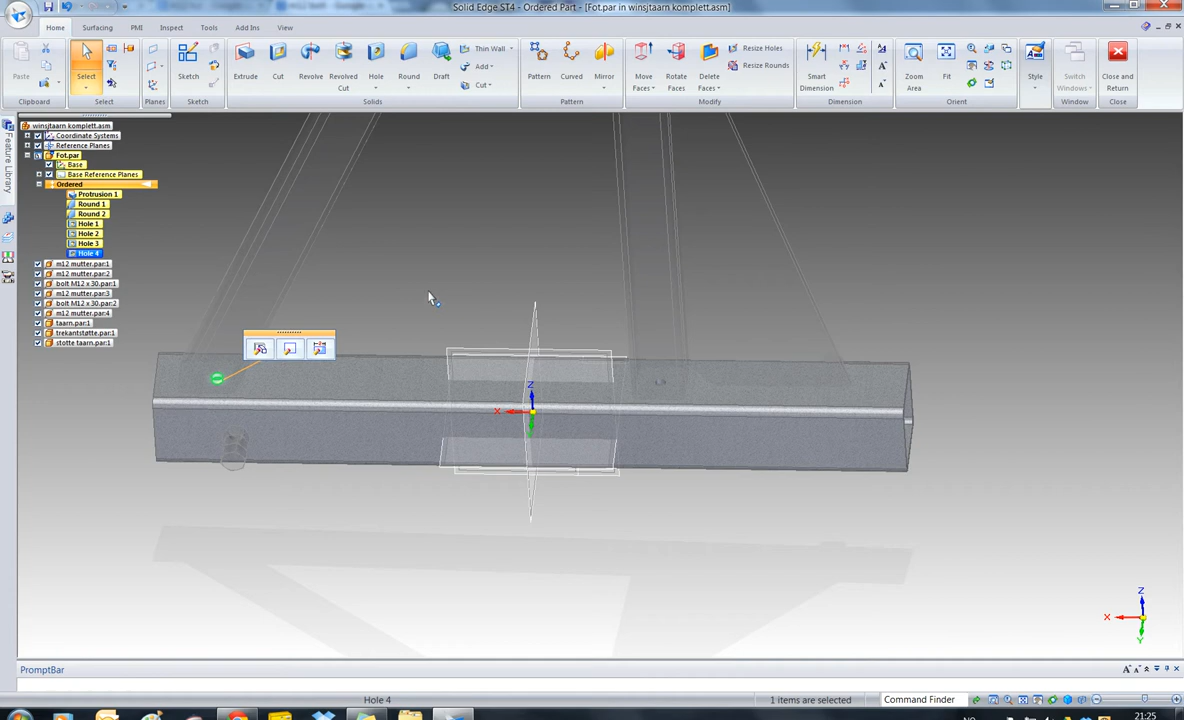 Solid Edge ST4 - Ordered Part - [Fot.par in winsjtaarn komplett.asm]
Home Surfacing PMI Inspect Tools Add Ins View
Paste
Clipboard
Select
Select
Planes
Sketch
Sketch
Extrude
Cut
Revolve
Revolved Cut
Hole
Round
Draft
Thin Wall
Add
Cut
Solids
Pattern
Curved
Mirror
Pattern
Move Faces
Rotate Faces
Delete Faces
Resize Holes
Resize Rounds
Modify
Smart Dimension
Dimension
Zoom Area
Fit
Orient
Style
Switch Windows
Window
Close and Return
Close
Feature Library
winsjtaarn komplett.asm
Coordinate Systems
Reference Planes
Fot.par
Base
Base Reference Planes
Ordered
Protrusion 1
Round 1
Round 2
Hole 1
Hole 2
Hole 3
Hole 4
m12 mutter.par:1
m12 mutter.par:2
bolt M12 x 30.par:1
m12 mutter.par:3
bolt M12 x 30.par:2
m12 mutter.par:4
taarn.par:1
trekantstøtte.par:1
stotte taarn.par:1
Z
X
Z
X
Y
PromptBar
Hole 4
1 items are selected
Command Finder
NO
21:25